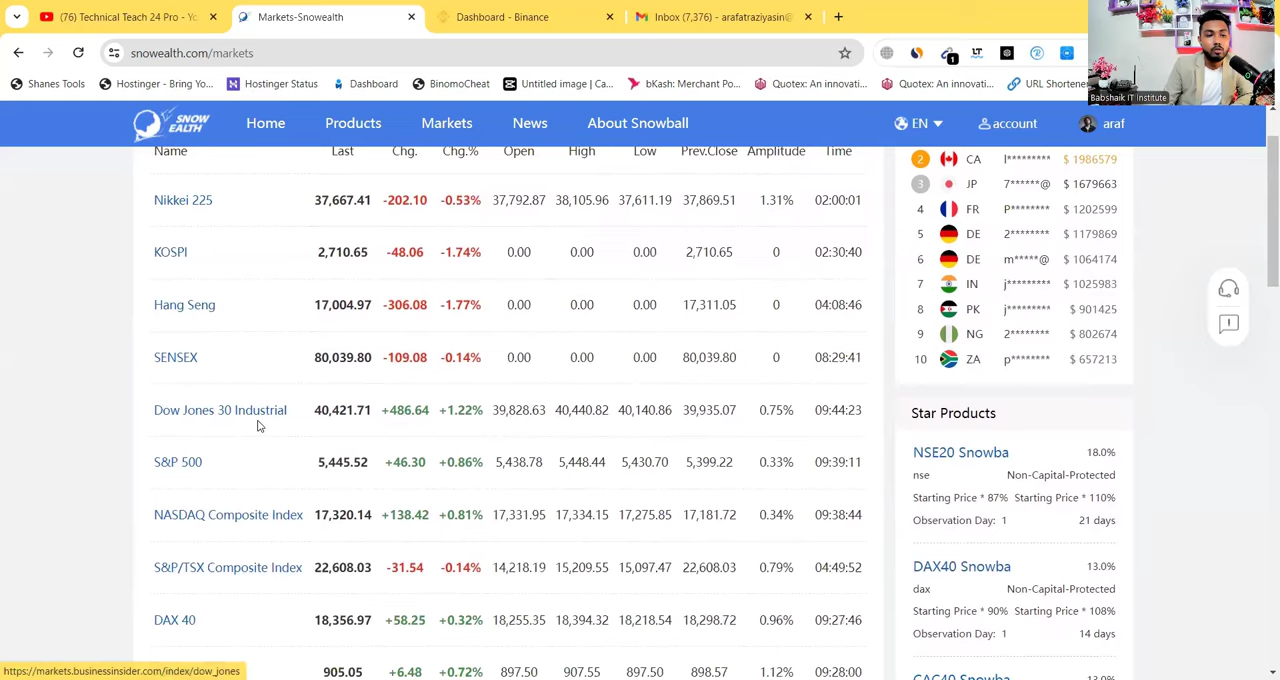 (76) Technical Teach 24 Pro - Yo
Markets-Snowealth
Dashboard - Binance
Inbox (7,376) - arafatraziyasin@
snowealth.com/markets
Shanes Tools
Hostinger - Bring Yo...
Hostinger Status
Dashboard
BinomoCheat
Untitled image | Ca...
bKash: Merchant Po...
Quotex: An innovati...
Quotex: An innovati...
URL Shortene
Babshaik IT Institute
SNOW
EALTH
Home
Products
Markets
News
About Snowball
EN
account
araf
Name Last Chg. Chg.% Open High Low Prev.Close Amplitude Time
Nikkei 225 37,667.41 -202.10 -0.53% 37,792.87 38,105.96 37,611.19 37,869.51 1.31% 02:00:01
KOSPI 2,710.65 -48.06 -1.74% 0.00 0.00 0.00 2,710.65 0 02:30:40
Hang Seng 17,004.97 -306.08 -1.77% 0.00 0.00 0.00 17,311.05 0 04:08:46
SENSEX 80,039.80 -109.08 -0.14% 0.00 0.00 0.00 80,039.80 0 08:29:41
Dow Jones 30 Industrial 40,421.71 +486.64 +1.22% 39,828.63 40,440.82 40,140.86 39,935.07 0.75% 09:44:23
S&P 500 5,445.52 +46.30 +0.86% 5,438.78 5,448.44 5,430.70 5,399.22 0.33% 09:39:11
NASDAQ Composite Index 17,320.14 +138.42 +0.81% 17,331.95 17,334.15 17,275.85 17,181.72 0.34% 09:38:44
S&P/TSX Composite Index 22,608.03 -31.54 -0.14% 14,218.19 15,209.55 15,097.47 22,608.03 0.79% 04:49:52
DAX 40 18,356.97 +58.25 +0.32% 18,255.35 18,394.32 18,218.54 18,298.72 0.96% 09:27:46
905.05 +6.48 +0.72% 897.50 907.55 897.50 898.57 1.12% 09:28:00
2 CA l********* $ 1986579
3 JP 7******@ $ 1679663
4 FR P******** $ 1202599
5 DE 2******** $ 1179869
6 DE m*****@ $ 1064174
7 IN j******** $ 1025983
8 PK j******** $ 901425
9 NG 2******** $ 802674
10 ZA p******** $ 657213
Star Products
NSE20 Snowba 18.0%
nse Non-Capital-Protected
Starting Price * 87% Starting Price * 110%
Observation Day: 1 21 days
DAX40 Snowba 13.0%
dax Non-Capital-Protected
Starting Price * 90% Starting Price * 108%
Observation Day: 1 14 days
CAC40 Snowba 13.0%
https://markets.businessinsider.com/index/dow_jones